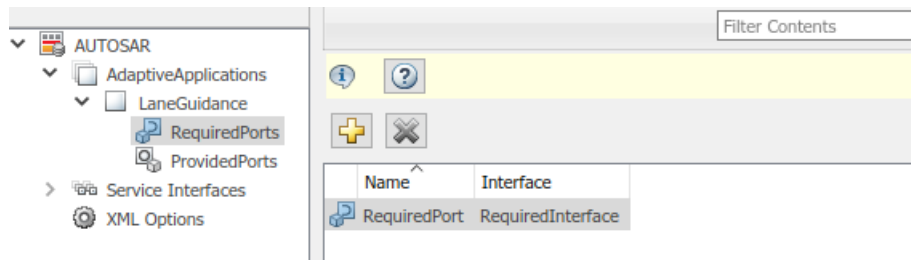 Filter Contents
AUTOSAR
AdaptiveApplications
LaneGuidance
RequiredPorts
ProvidedPorts
Service Interfaces
XML Options
Name Interface
RequiredPort RequiredInterface